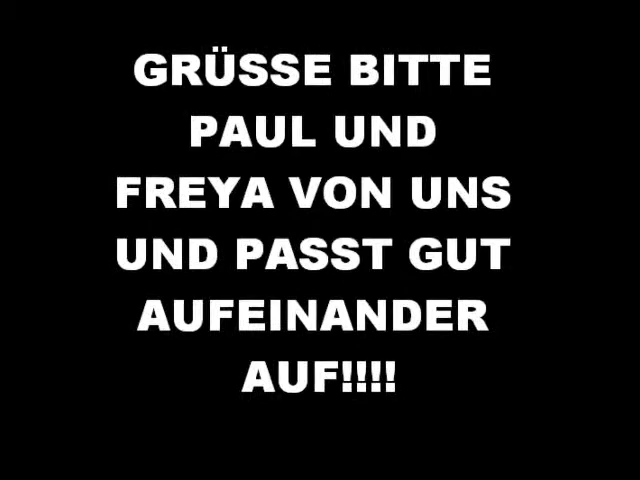 GRÜSSE BITTE
PAUL UND
FREYA VON UNS
UND PASST GUT
AUFEINANDER
AUF!!!!